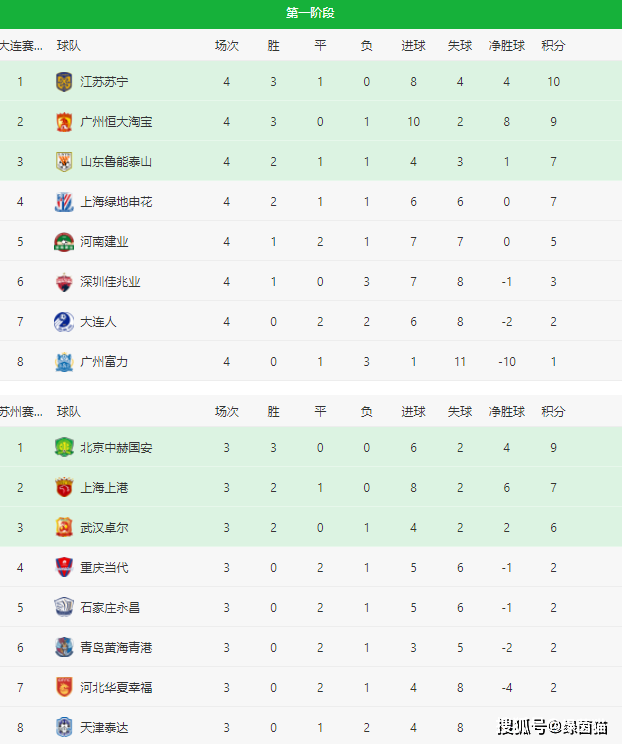 第一阶段
大连赛... 球队 场次 胜 平 负 进球 失球 净胜球 积分
1 江苏苏宁 4 3 1 0 8 4 4 10
2 广州恒大淘宝 4 3 0 1 10 2 8 9
3 山东鲁能泰山 4 2 1 1 4 3 1 7
4 上海绿地申花 4 2 1 1 6 6 0 7
5 河南建业 4 1 2 1 7 7 0 5
6 深圳佳兆业 4 1 0 3 7 8 -1 3
7 大连人 4 0 2 2 6 8 -2 2
8 广州富力 4 0 1 3 1 11 -10 1
苏州赛... 球队 场次 胜 平 负 进球 失球 净胜球 积分
1 北京中赫国安 3 3 0 0 6 2 4 9
2 上海上港 3 2 1 0 8 2 6 7
3 武汉卓尔 3 2 0 1 4 2 2 6
4 重庆当代 3 0 2 1 5 6 -1 2
5 石家庄永昌 3 0 2 1 5 6 -1 2
6 青岛黄海青港 3 0 2 1 3 5 -2 2
7 河北华夏幸福 3 0 2 1 4 8 -4 2
8 天津泰达 3 0 1 2 4 8
搜狐号@绿茵猫